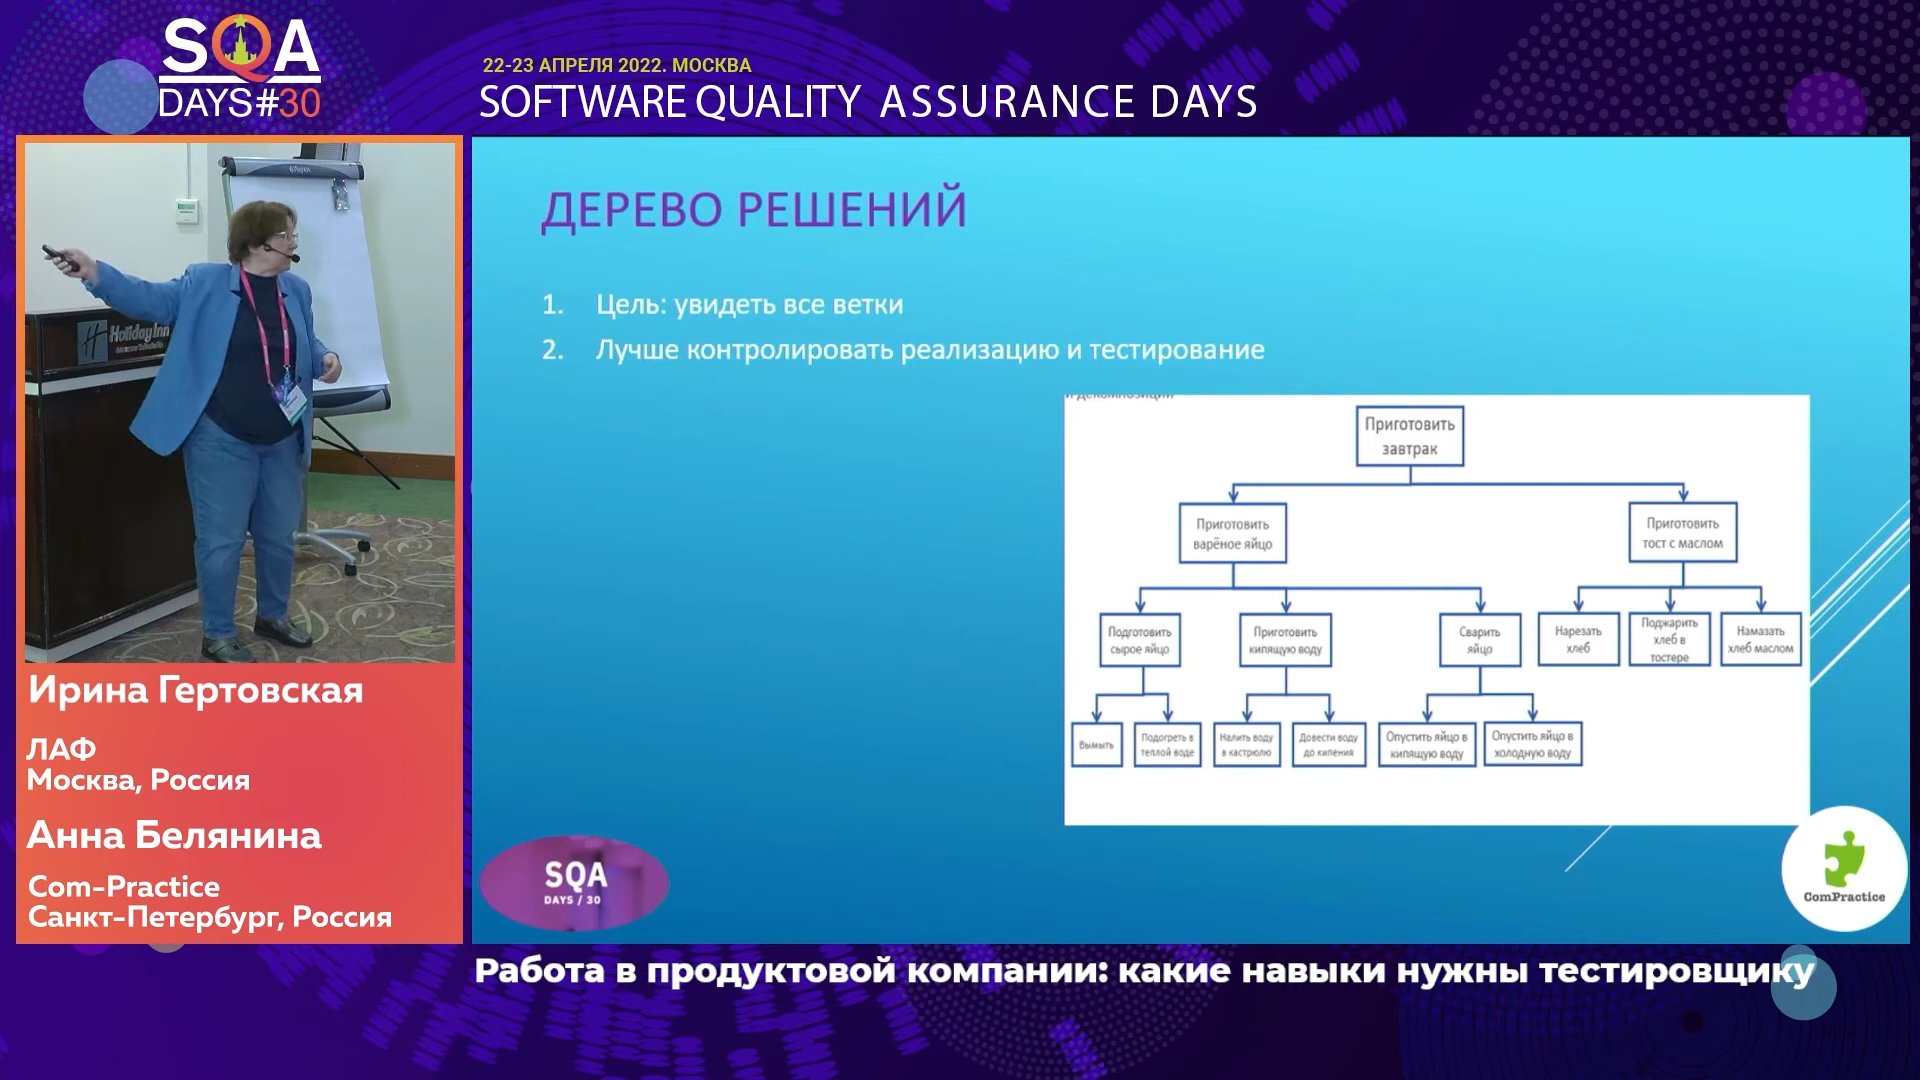 SQA
DAYS#30
22-23 АПРЕЛЯ 2022. МОСКВА
SOFTWARE QUALITY ASSURANCE DAYS
Holiday Inn
Ирина Гертовская
ЛАФ
Москва, Россия
Анна Белянина
Com-Practice
Санкт-Петербург, Россия
ДЕРЕВО РЕШЕНИЙ
1. Цель: увидеть все ветки
2. Лучше контролировать реализацию и тестирование
Приготовить
завтрак
Приготовить
варёное яйцо
Приготовить
тост с маслом
Подготовить
сырое яйцо
Приготовить
кипящую воду
Сварить
яйцо
Нарезать
хлеб
Поджарить
хлеб в
тостере
Намазать
хлеб маслом
Вымыть
Подогреть в
теплой воде
Налить воду
в кастрюлю
Довести воду
до кипения
Опустить яйцо в
кипящую воду
Опустить яйцо в
холодную воду
SQA
DAYS / 30
ComPractice
Работа в продуктовой компании: какие навыки нужны тестировщику